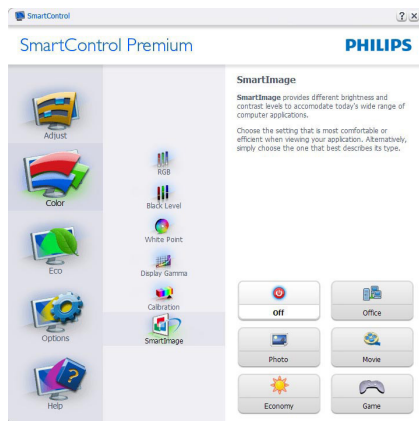 SmartControl
SmartControl Premium
PHILIPS
Adjust
Color
Eco
Options
Help
RGB
Black Level
White Point
Display Gamma
Calibration
SmartImage
SmartImage
SmartImage provides different brightness and
contrast levels to accomodate today's wide range of
computer applications.
Choose the setting that is most comfortable or
efficient when viewing your application. Alternatively,
simply choose the one that best describes its type.
Off
Office
Photo
Movie
Economy
Game